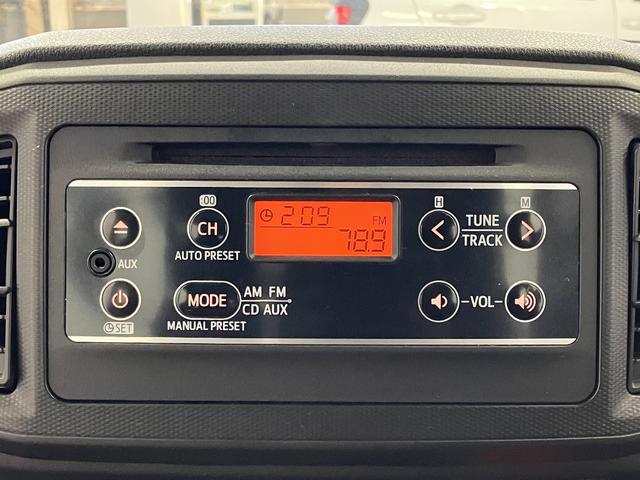 :00
H
M
2:09
FM
78.9
CH
AUTO PRESET
TUNE
TRACK
AUX
MODE
AM FM
CD AUX
MANUAL PRESET
VOL
SET